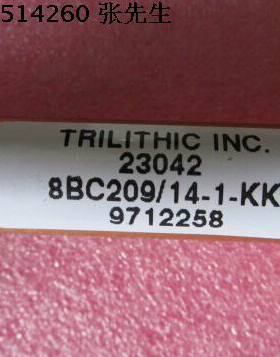 514260 张先生
TRILITHIC INC.
23042
8BC209/14-1-KK
9712258